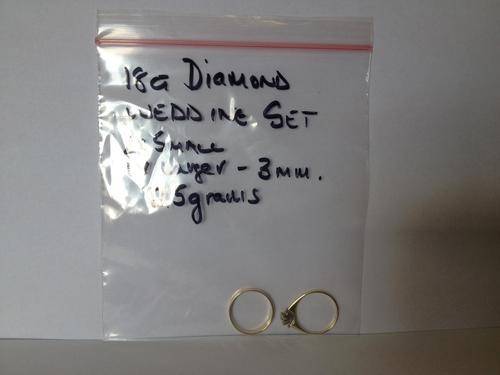 18G DIAMOND
WEDDING SET
SMALL
LARGER - 3mm.
5grams